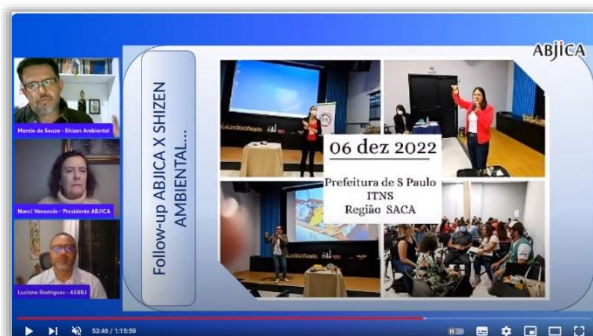 ABJICA
Marcio de Souza - Shizen Ambiental
Nanci Venancio - Presidente ABJICA
Luciano Rodrigues - ASBBJ
Follow-up ABJICA X SHIZEN
AMBIENTAL...
06 dez 2022
Prefeitura de S Paulo
ITNS
Região SACA
53:46 / 1:15:59